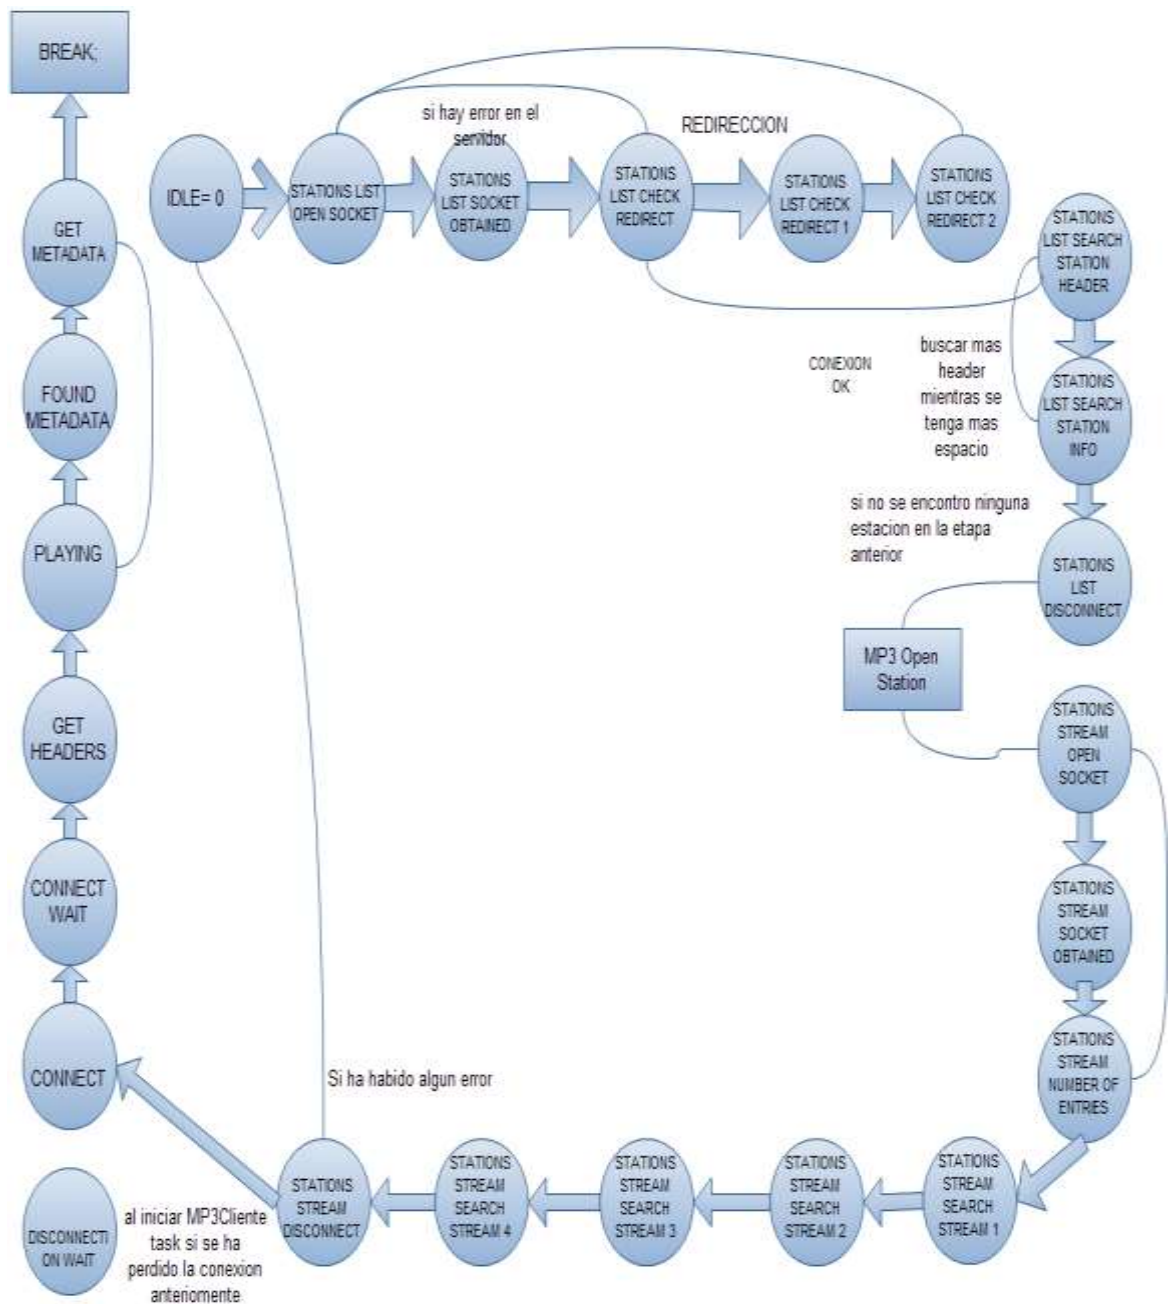 BREAK;
si hay error en el
servidor
REDIRECCION
IDLE= 0
STATIONS LIST
OPEN SOCKET
STATIONS
LIST SOCKET
OBTAINED
STATIONS
LIST CHECK
REDIRECT
STATIONS
LIST CHECK
REDIRECT 1
STATIONS
LIST CHECK
REDIRECT 2
STATIONS
LIST SEARCH
STATION
HEADER
GET
METADATA
CONEXION
OK
buscar mas
header
mientras se
tenga mas
espacio
STATIONS
LIST SEARCH
STATION
INFO
FOUND
METADATA
si no se encontro ninguna
estacion en la etapa
anterior
PLAYING
STATIONS
LIST
DISCONNECT
MP3 Open
Station
GET
HEADERS
STATIONS
STREAM
OPEN
SOCKET
CONNECT
WAIT
STATIONS
STREAM
SOCKET
OBTAINED
CONNECT
Si ha habido algun error
STATIONS
STREAM
NUMBER OF
ENTRIES
STATIONS
STREAM
DISCONNECT
STATIONS
STREAM
SEARCH
STREAM 4
STATIONS
STREAM
SEARCH
STREAM 3
STATIONS
STREAM
SEARCH
STREAM 2
STATIONS
STREAM
SEARCH
STREAM 1
DISCONNECTI
ON WAIT
al iniciar MP3Cliente
task si se ha
perdido la conexion
anteriomente